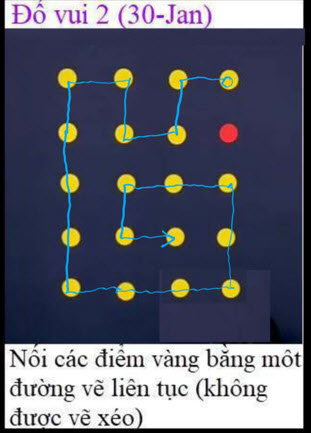 Đố vui 2 (30-Jan)
Nối các điểm vàng bằng môt
đường vẽ liên tục (không
được vẽ xéo)